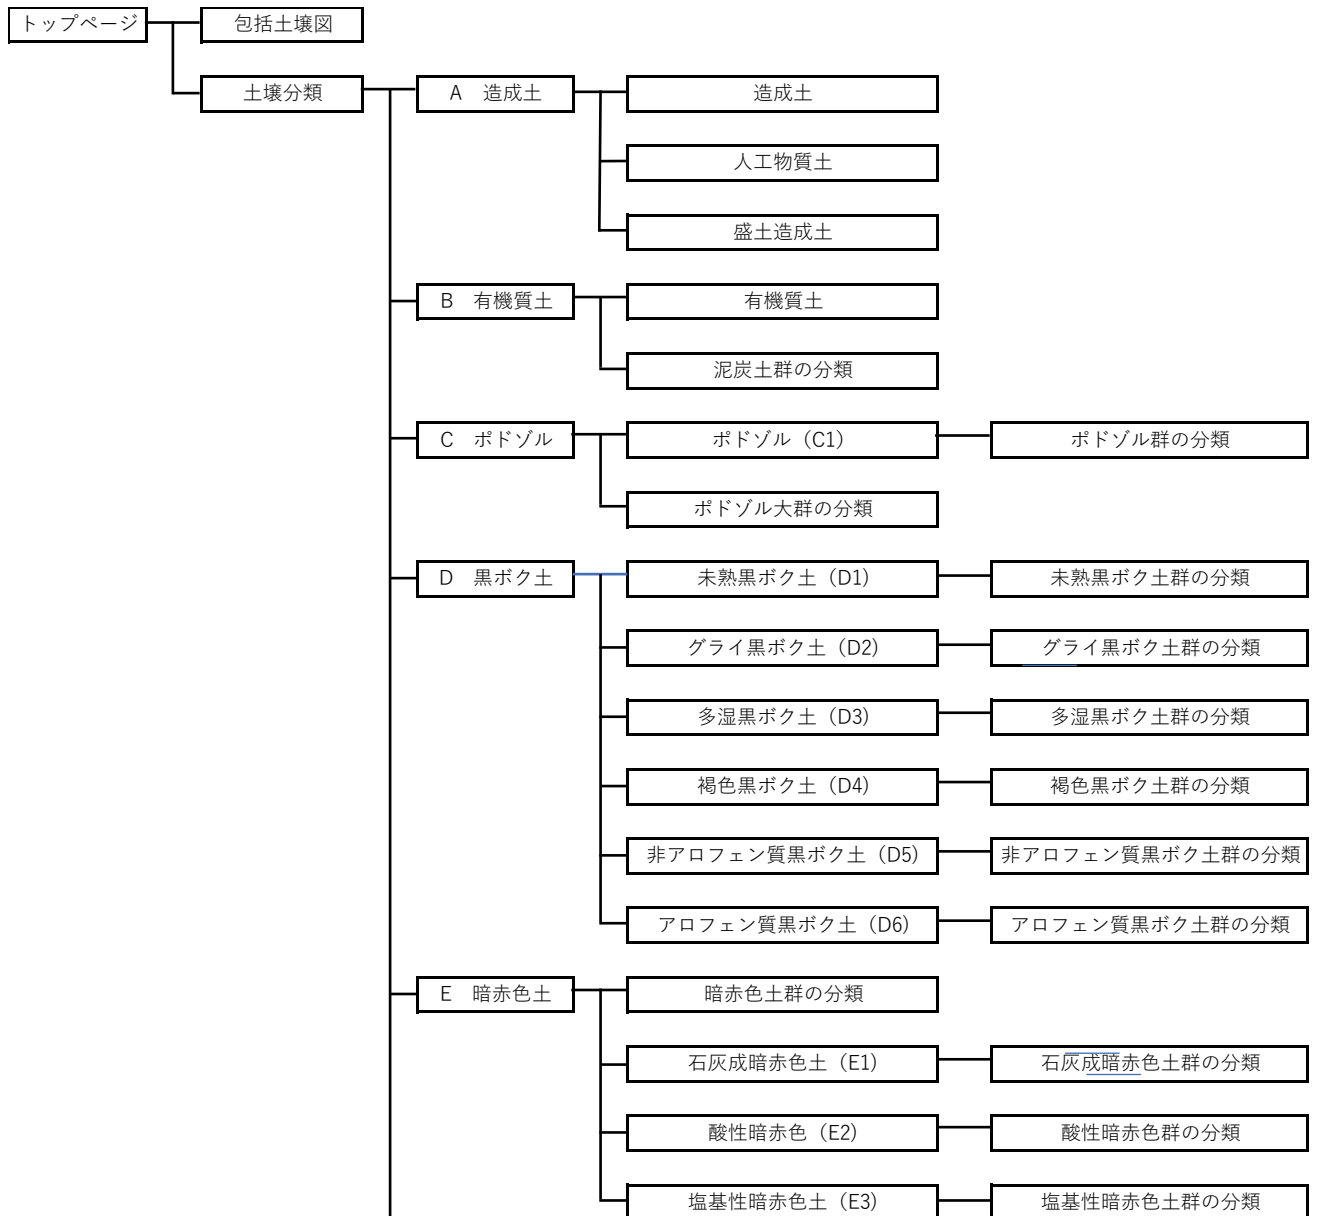 トップページ
包括土壌図
土壌分類
A　造成土
造成土
人工物質土
盛土造成土
B　有機質土
有機質土
泥炭土群の分類
C　ポドゾル
ポドゾル（C1）
ポドゾル群の分類
ポドゾル大群の分類
D　黒ボク土
未熟黒ボク土（D1）
未熟黒ボク土群の分類
グライ黒ボク土（D2）
グライ黒ボク土群の分類
多湿黒ボク土（D3）
多湿黒ボク土群の分類
褐色黒ボク土（D4）
褐色黒ボク土群の分類
非アロフェン質黒ボク土（D5）
非アロフェン質黒ボク土群の分類
アロフェン質黒ボク土（D6）
アロフェン質黒ボク土群の分類
E　暗赤色土
暗赤色土群の分類
石灰成暗赤色土（E1）
石灰成暗赤色土群の分類
酸性暗赤色（E2）
酸性暗赤色群の分類
塩基性暗赤色土（E3）
塩基性暗赤色土群の分類